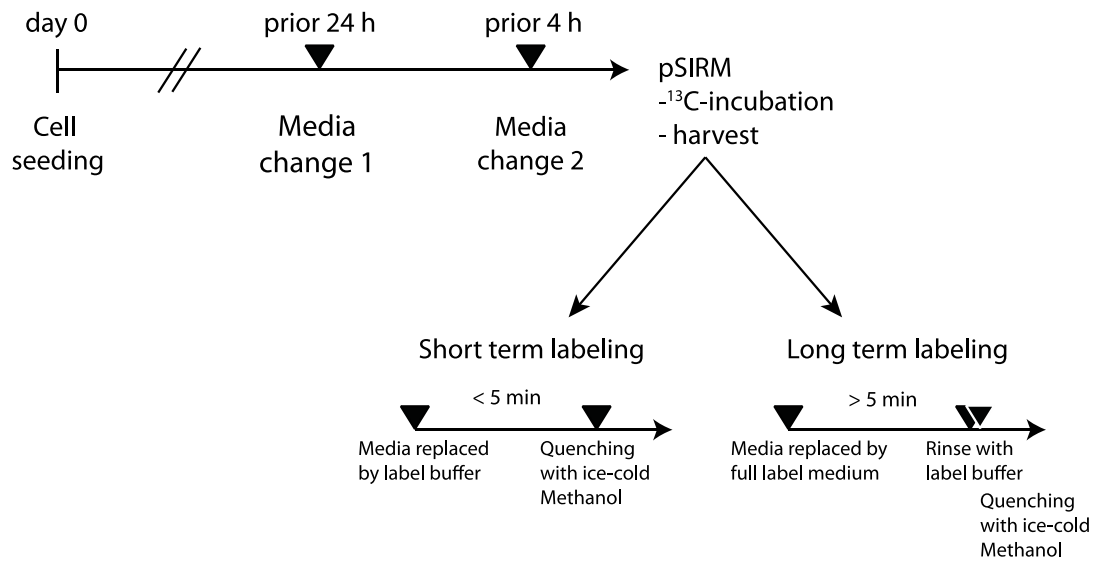 day 0
prior 24 h
prior 4 h
Cell
seeding
Media
change 1
Media
change 2
pSIRM
-¹³C-incubation
- harvest
Short term labeling
< 5 min
Media replaced
by label buffer
Quenching
with ice-cold
Methanol
Long term labeling
> 5 min
Media replaced by
full label medium
Rinse with
label buffer
Quenching
with ice-cold
Methanol